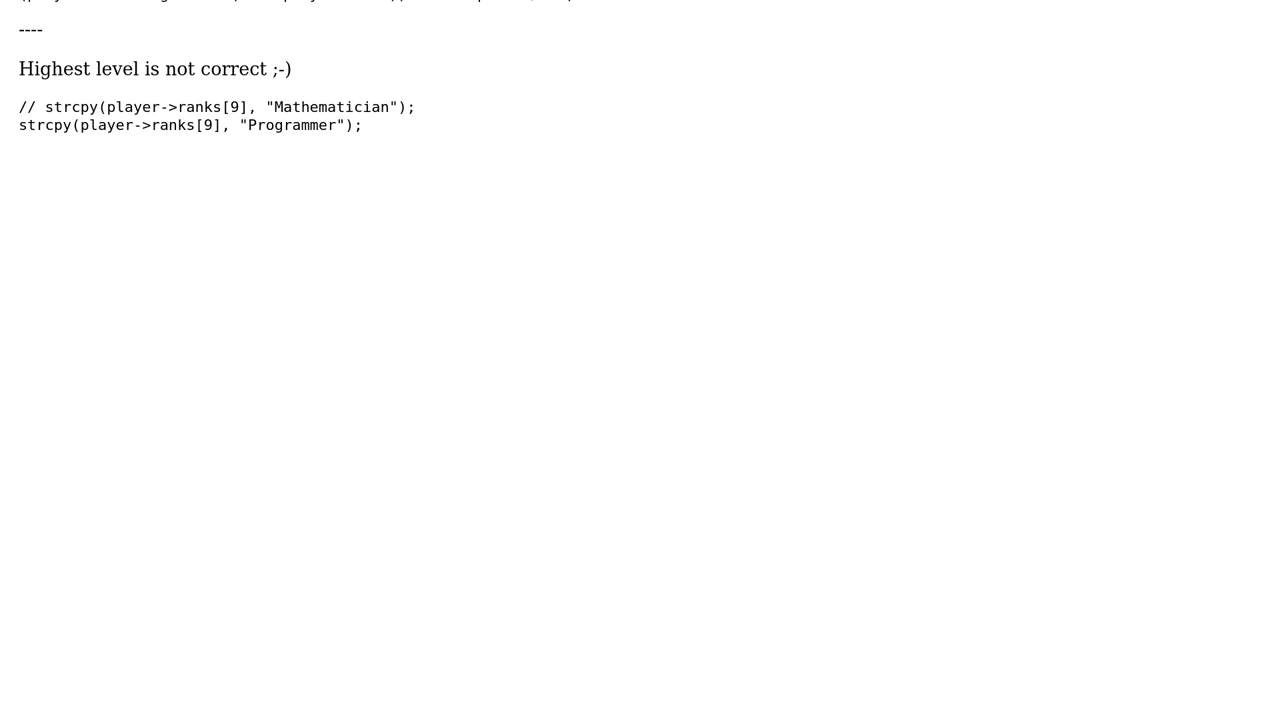 ----
Highest level is not correct ;-)
// strcpy(player->ranks[9], "Mathematician");
strcpy(player->ranks[9], "Programmer");